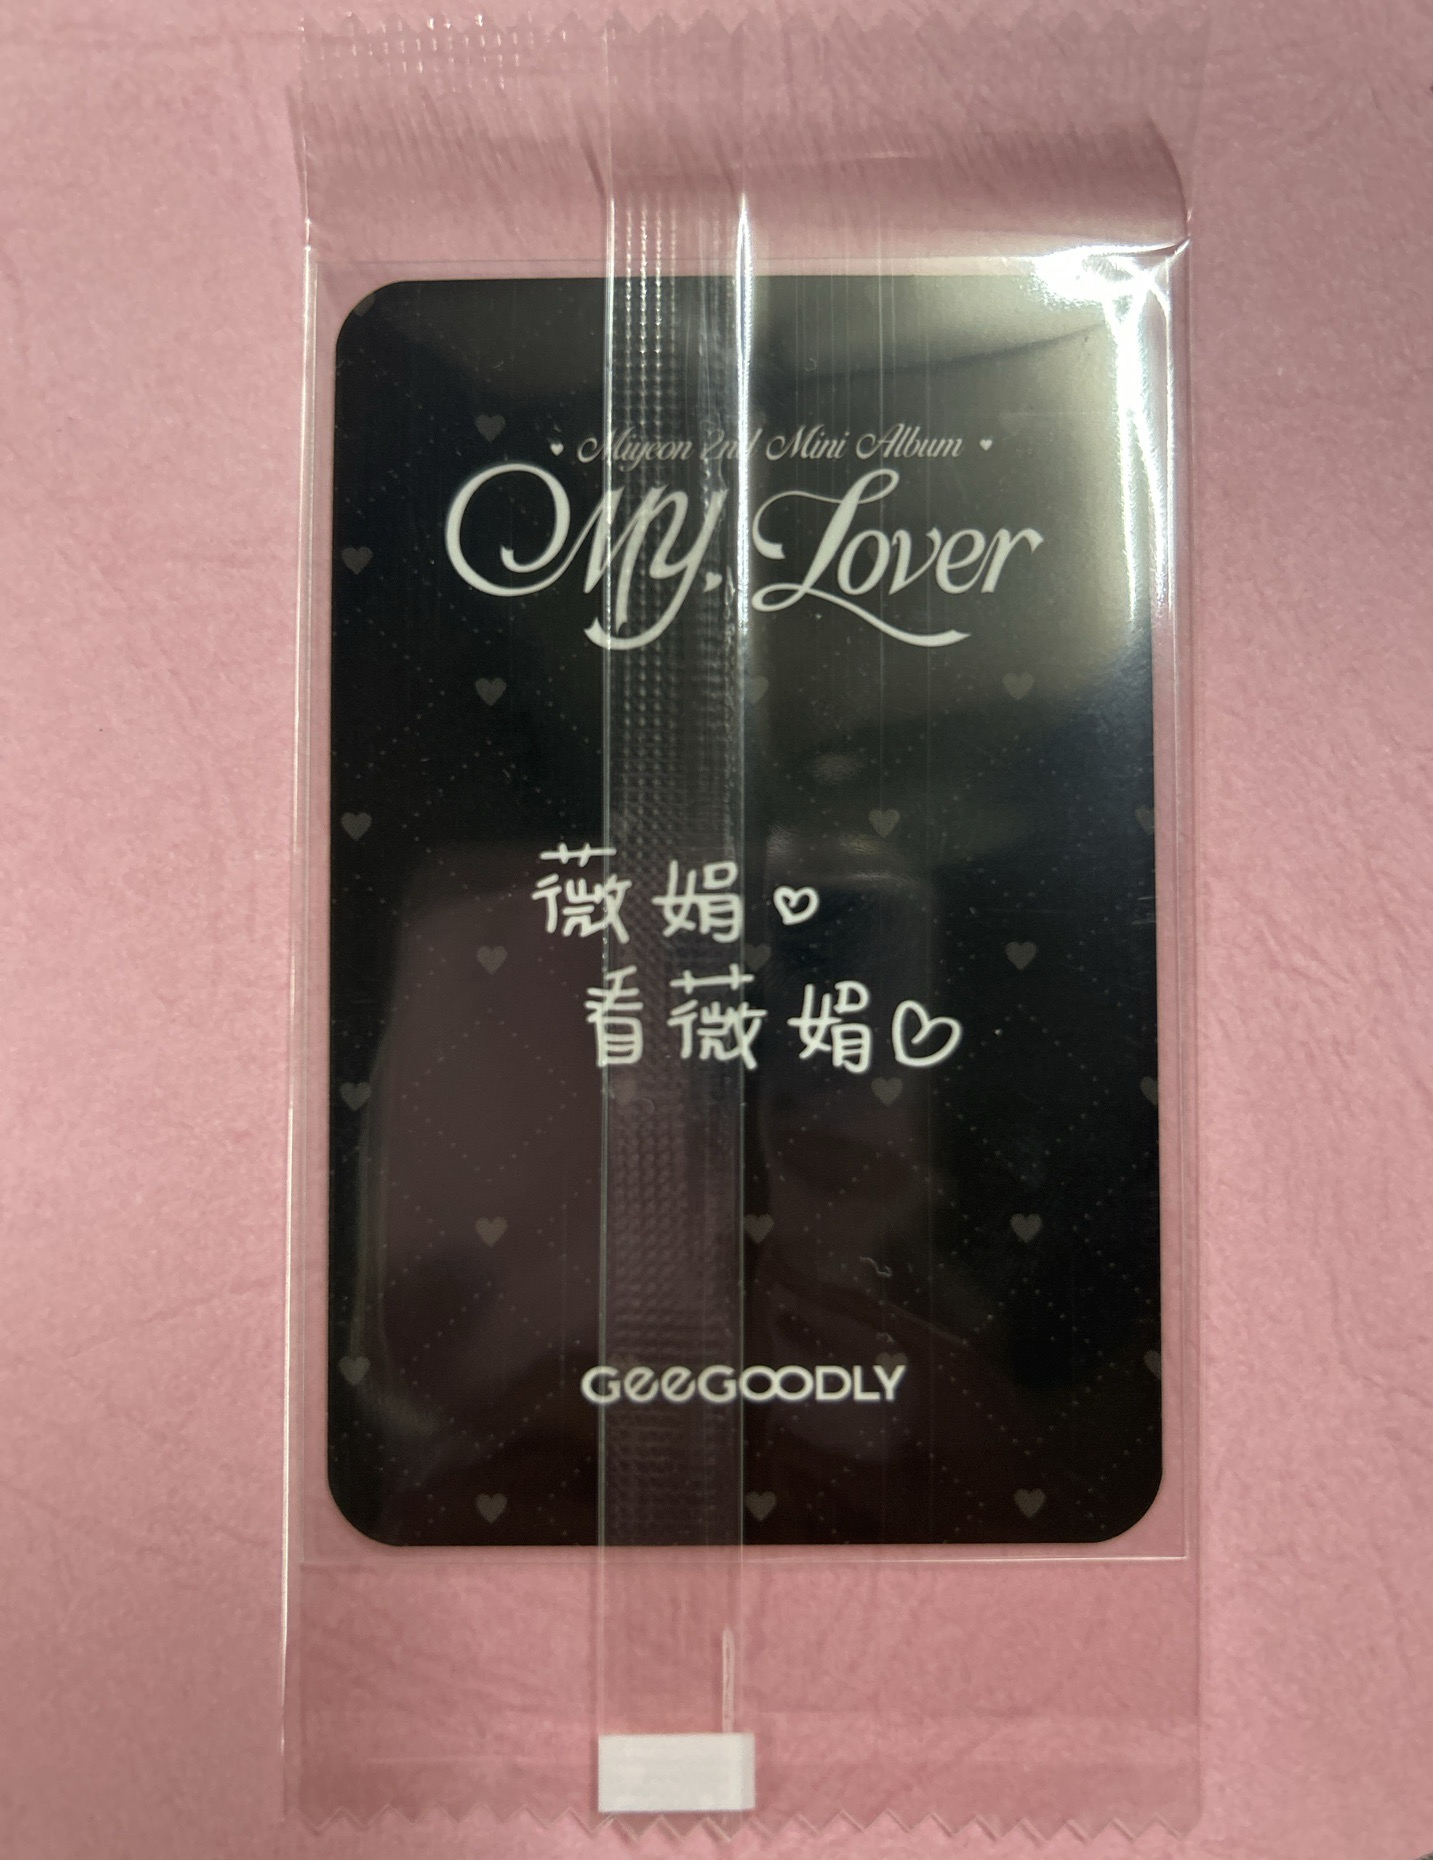 Miyeon 2nd Mini Album
My, Lover
薇娟♡
看薇娟♡
GeeGOODLY